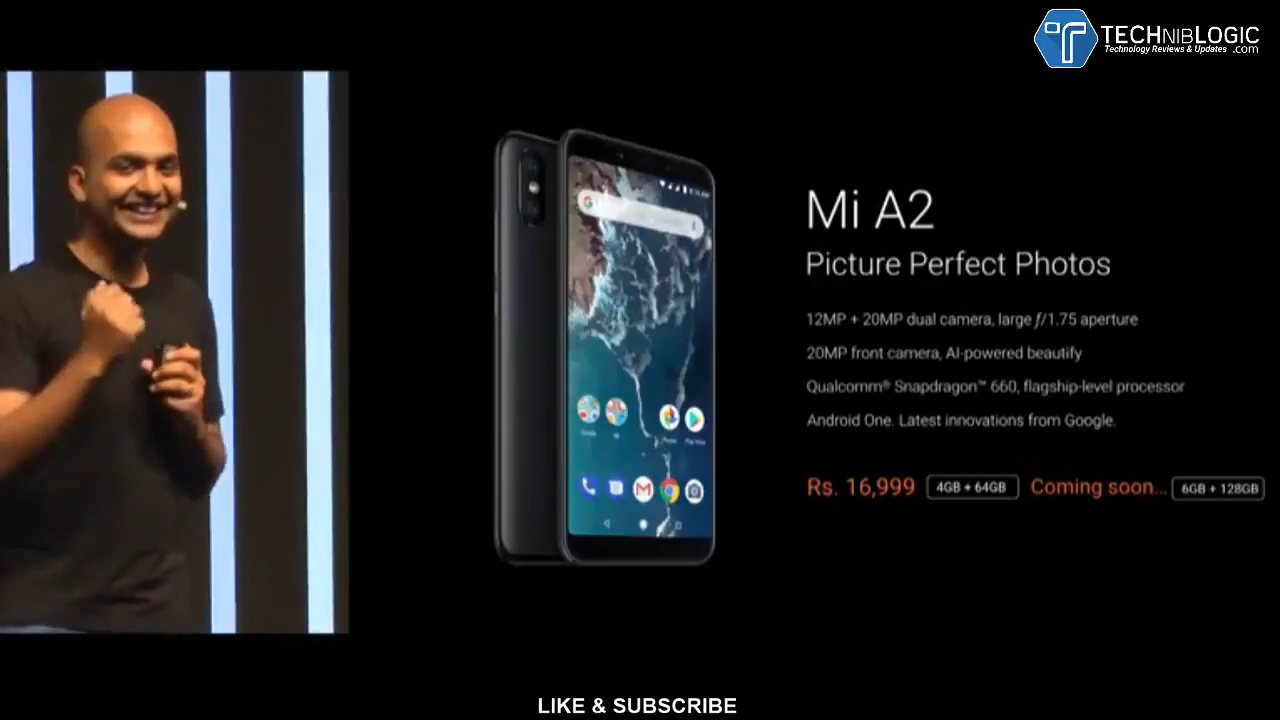 TECHNIBLOGIC
Technology Reviews & Updates .com
Mi A2
Picture Perfect Photos
12MP + 20MP dual camera, large ƒ/1.75 aperture
20MP front camera, AI-powered beautify
Qualcomm® Snapdragon™ 660, flagship-level processor
Android One. Latest innovations from Google.
Rs. 16,999 4GB + 64GB Coming soon... 6GB + 128GB
LIKE & SUBSCRIBE